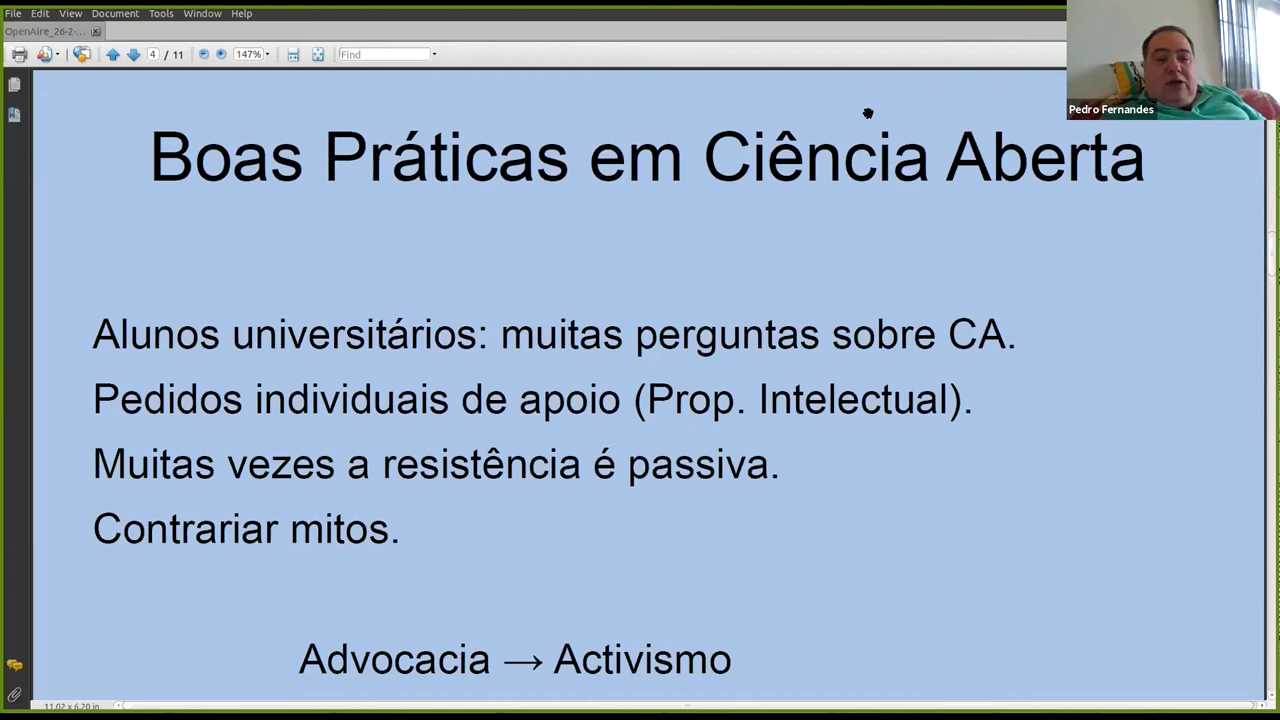 File Edit View Document Tools Window Help
OpenAire_26-2-...
4 / 11 147% Find
Pedro Fernandes
Boas Práticas em Ciência Aberta
Alunos universitários: muitas perguntas sobre CA.
Pedidos individuais de apoio (Prop. Intelectual).
Muitas vezes a resistência é passiva.
Contrariar mitos.
Advocacia → Activismo
11.02 x 6.20 in